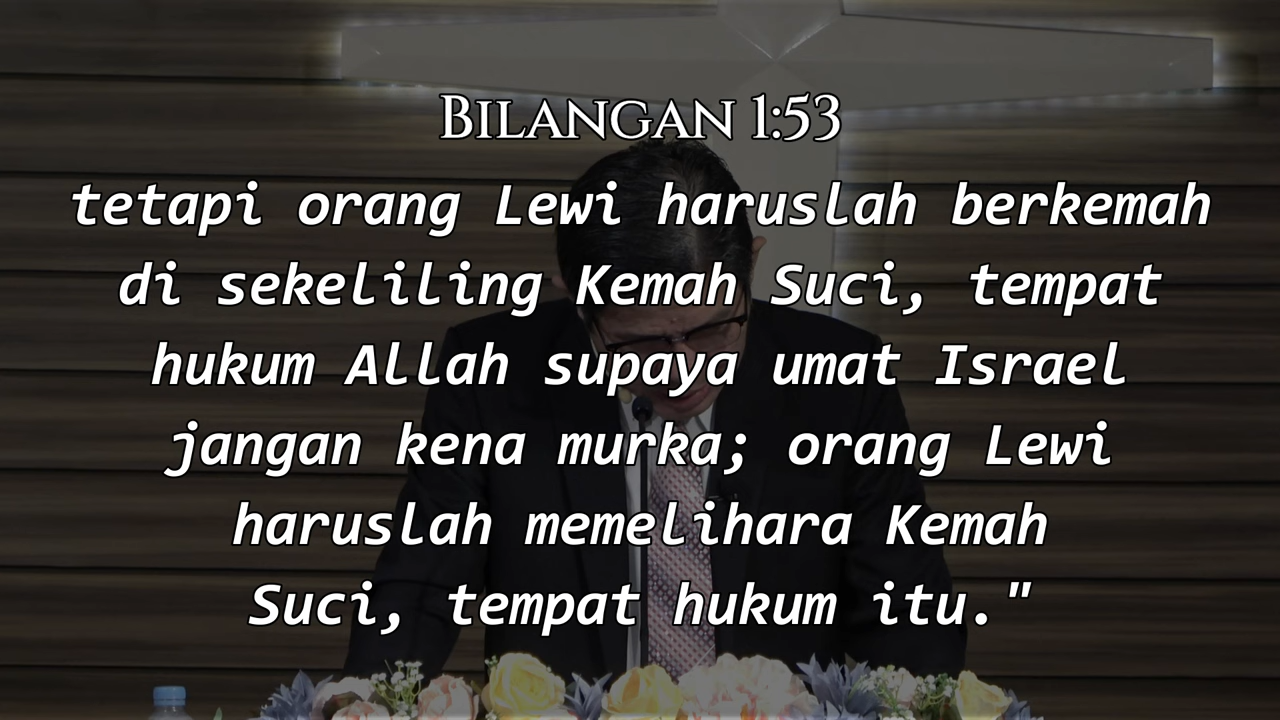 Bilangan 1:53
tetapi orang Lewi haruslah berkemah
di sekeliling Kemah Suci, tempat
hukum Allah supaya umat Israel
jangan kena murka; orang Lewi
haruslah memelihara Kemah
Suci, tempat hukum itu."